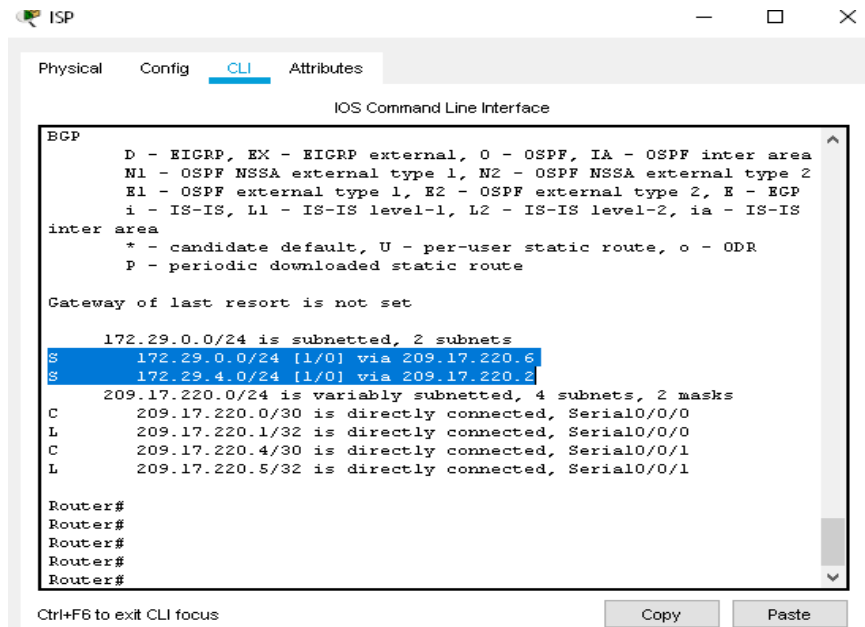 ISP
Physical Config CLI Attributes
IOS Command Line Interface
BGP
D - EIGRP, EX - EIGRP external, O - OSPF, IA - OSPF inter area
N1 - OSPF NSSA external type 1, N2 - OSPF NSSA external type 2
E1 - OSPF external type 1, E2 - OSPF external type 2, E - EGP
i - IS-IS, L1 - IS-IS level-1, L2 - IS-IS level-2, ia - IS-IS
inter area
* - candidate default, U - per-user static route, o - ODR
P - periodic downloaded static route
Gateway of last resort is not set
172.29.0.0/24 is subnetted, 2 subnets
S 172.29.0.0/24 [1/0] via 209.17.220.6
S 172.29.4.0/24 [1/0] via 209.17.220.2
209.17.220.0/24 is variably subnetted, 4 subnets, 2 masks
C 209.17.220.0/30 is directly connected, Serial0/0/0
L 209.17.220.1/32 is directly connected, Serial0/0/0
C 209.17.220.4/30 is directly connected, Serial0/0/1
L 209.17.220.5/32 is directly connected, Serial0/0/1
Router#
Router#
Router#
Router#
Router#
Ctrl+F6 to exit CLI focus
Copy Paste